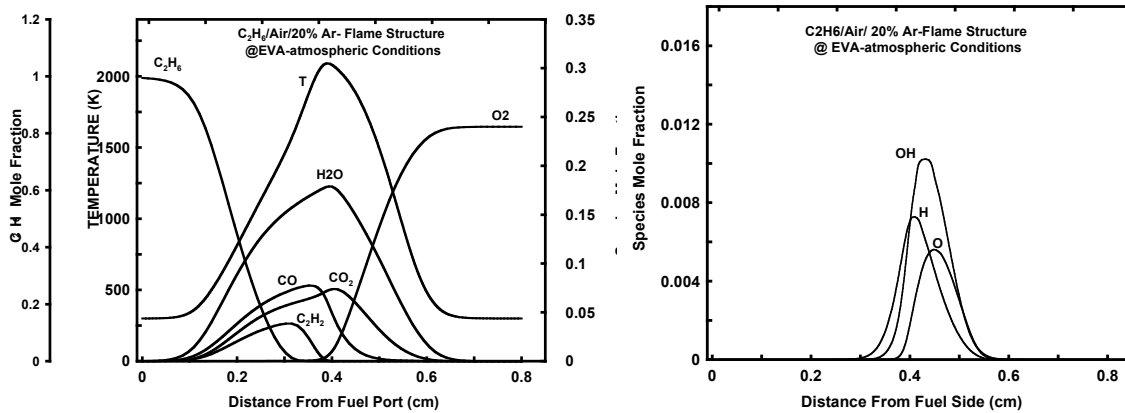 C₂H₆/Air/20% Ar- Flame Structure
@EVA-atmospheric Conditions
C₂H₆
T
O2
H2O
CO
CO₂
C₂H₂
1.2
1
0.8
0.6
0.4
0.2
0
Mole Fraction
2000
1500
1000
500
0
TEMPERATURE (K)
0.35
0.3
0.25
0.2
0.15
0.1
0.05
0
0
0.2
0.4
0.6
0.8
Distance From Fuel Port (cm)
C2H6/Air/ 20% Ar-Flame Structure
@ EVA-atmospheric Conditions
OH
H
O
0.016
0.012
0.008
0.004
0
Species Mole Fraction
0
0.2
0.4
0.6
0.8
Distance From Fuel Side (cm)